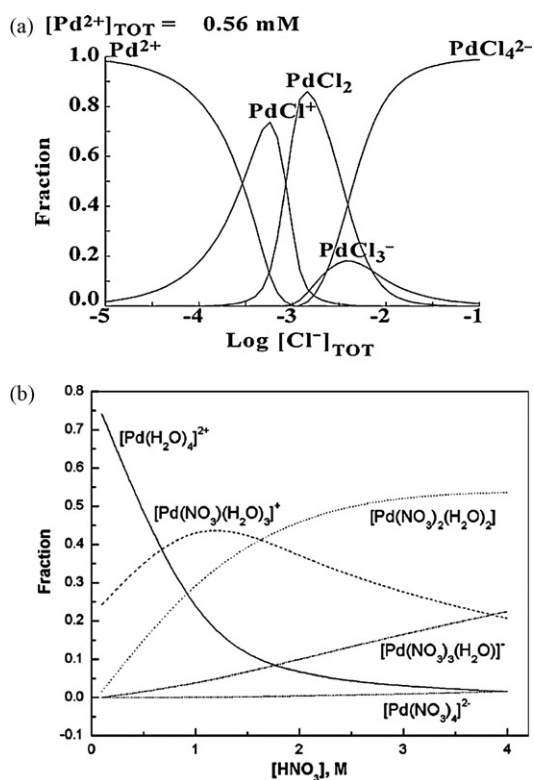 (a) [Pd²⁺]TOT = 0.56 mM
Pd²⁺
PdCl₄²⁻
PdCl₂
PdCl⁺
PdCl₃⁻
1.0
0.8
0.6
0.4
0.2
0.0
Fraction
-5 -4 -3 -2 -1
Log [Cl⁻]TOT
(b)
0.8
0.7
0.6
0.5
0.4
0.3
0.2
0.1
0.0
-0.1
Fraction
[Pd(H₂O)₄]²⁺
[Pd(NO₃)(H₂O)₃]⁺
[Pd(NO₃)₂(H₂O)₂]
[Pd(NO₃)₃(H₂O)]⁻
[Pd(NO₃)₄]²⁻
0 1 2 3 4
[HNO₃], M